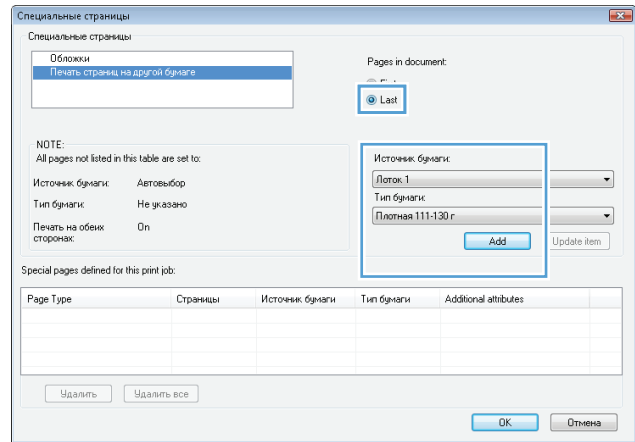 Специальные страницы
Специальные страницы
Обложки
Печать страниц на другой бумаге
Pages in document:
Last
NOTE:
All pages not listed in this table are set to:
Источник бумаги: Автовыбор
Тип бумаги: Не указано
Печать на обеих сторонах: On
Источник бумаги:
Лоток 1
Тип бумаги:
Плотная 111-130 г
Add Update item
Special pages defined for this print job:
Page Type Страницы Источник бумаги Тип бумаги Additional attributes
Удалить Удалить все
OK Отмена